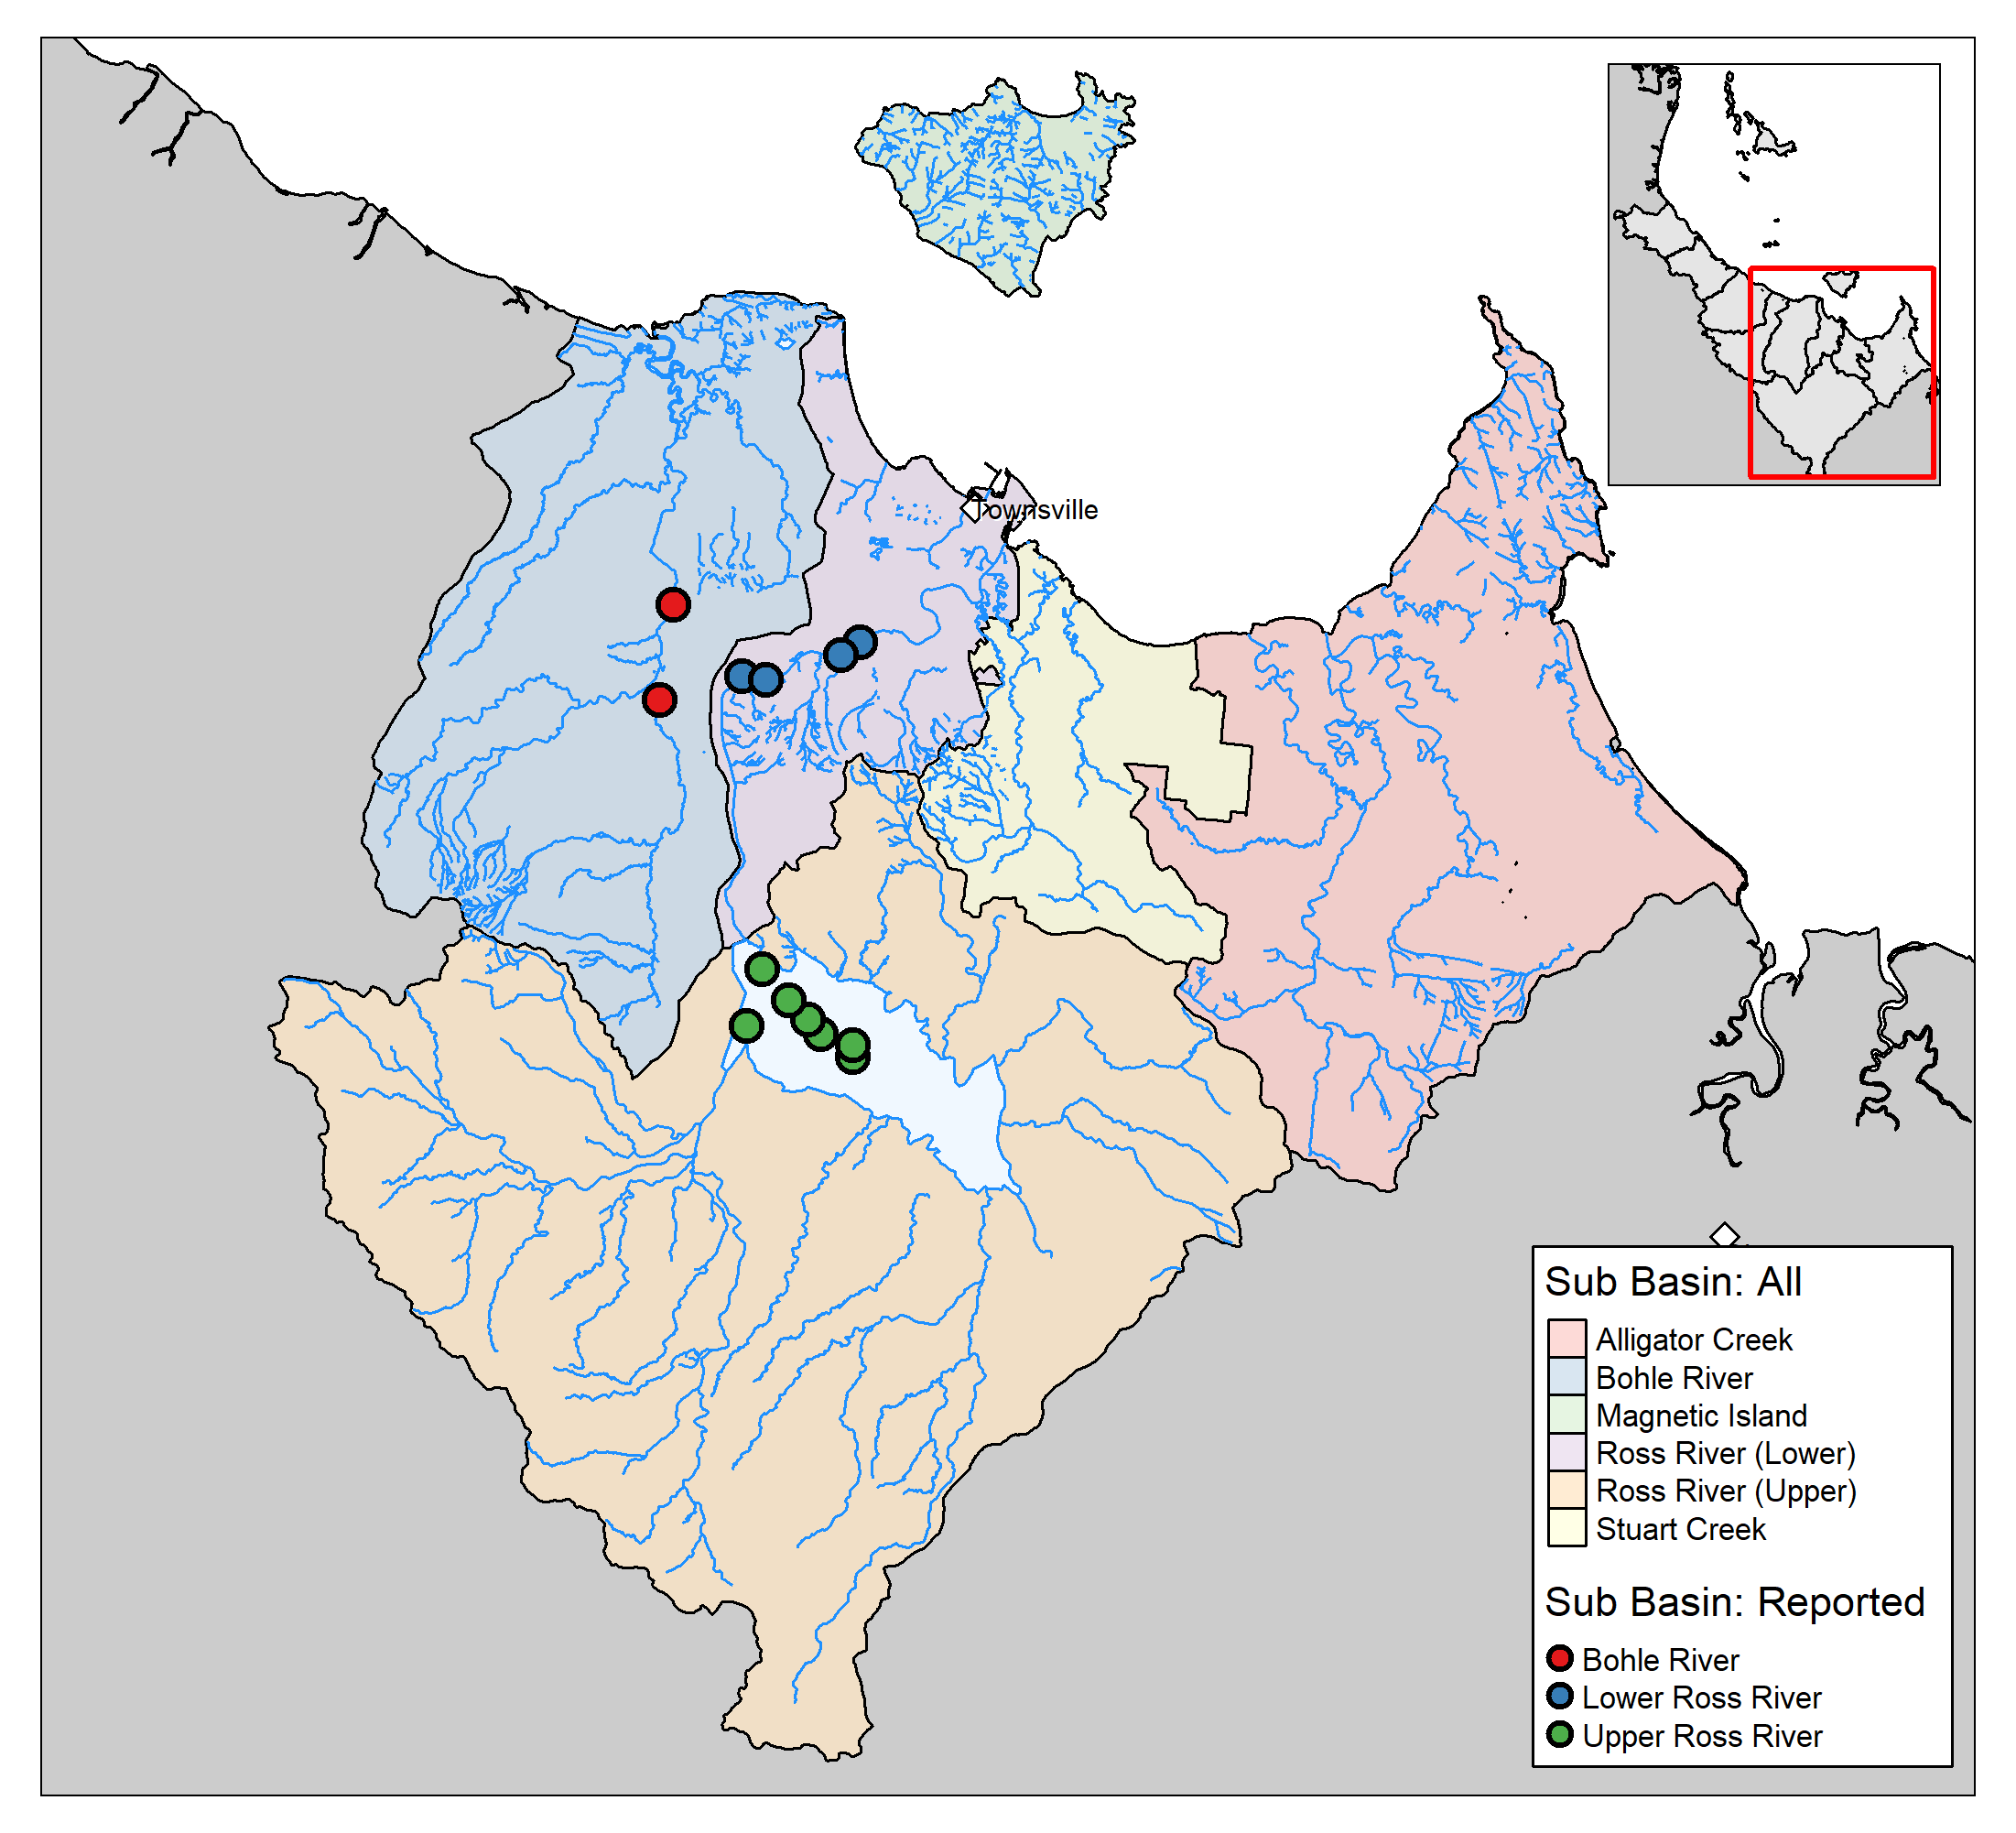 Townsville
Sub Basin: All
Alligator Creek
Bohle River
Magnetic Island
Ross River (Lower)
Ross River (Upper)
Stuart Creek
Sub Basin: Reported
Bohle River
Lower Ross River
Upper Ross River